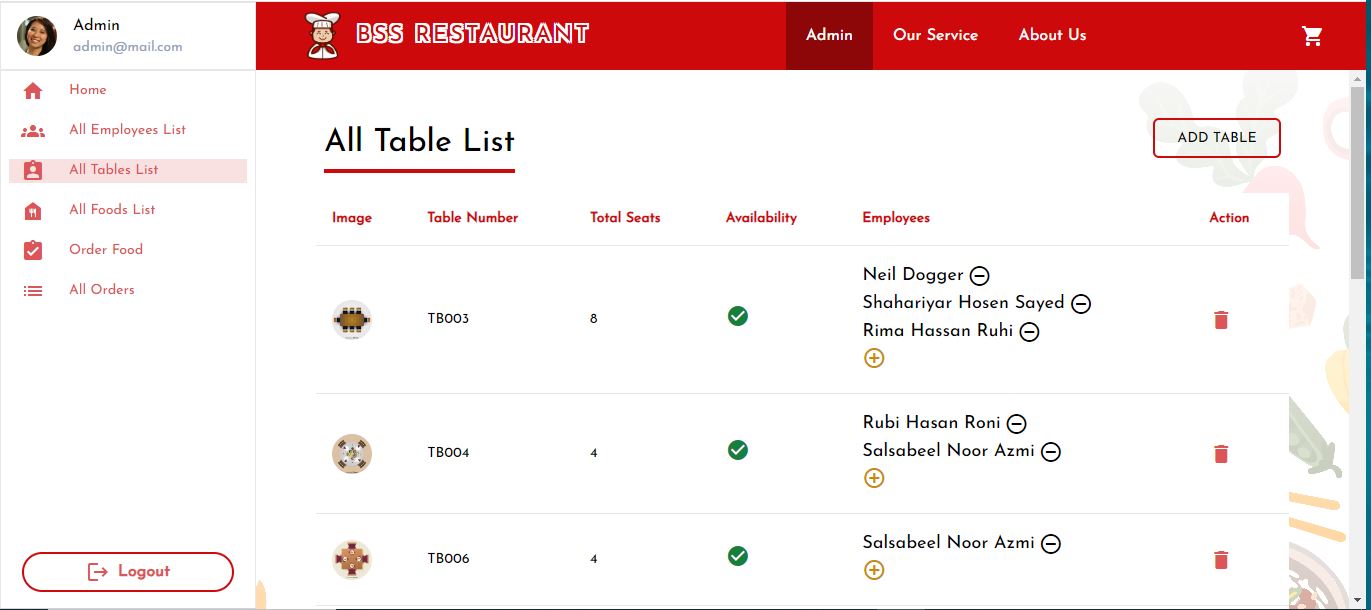 Admin
admin@mail.com
BSS RESTAURANT
Admin
Our Service
About Us
Home
All Employees List
All Tables List
All Foods List
Order Food
All Orders
Logout
All Table List
ADD TABLE
Image Table Number Total Seats Availability Employees Action
TB003 8
Neil Dogger
Shahariyar Hosen Sayed
Rima Hassan Ruhi
TB004 4
Rubi Hasan Roni
Salsabeel Noor Azmi
TB006 4
Salsabeel Noor Azmi